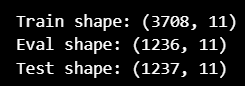 Train shape: (3708, 11)
Eval shape: (1236, 11)
Test shape: (1237, 11)